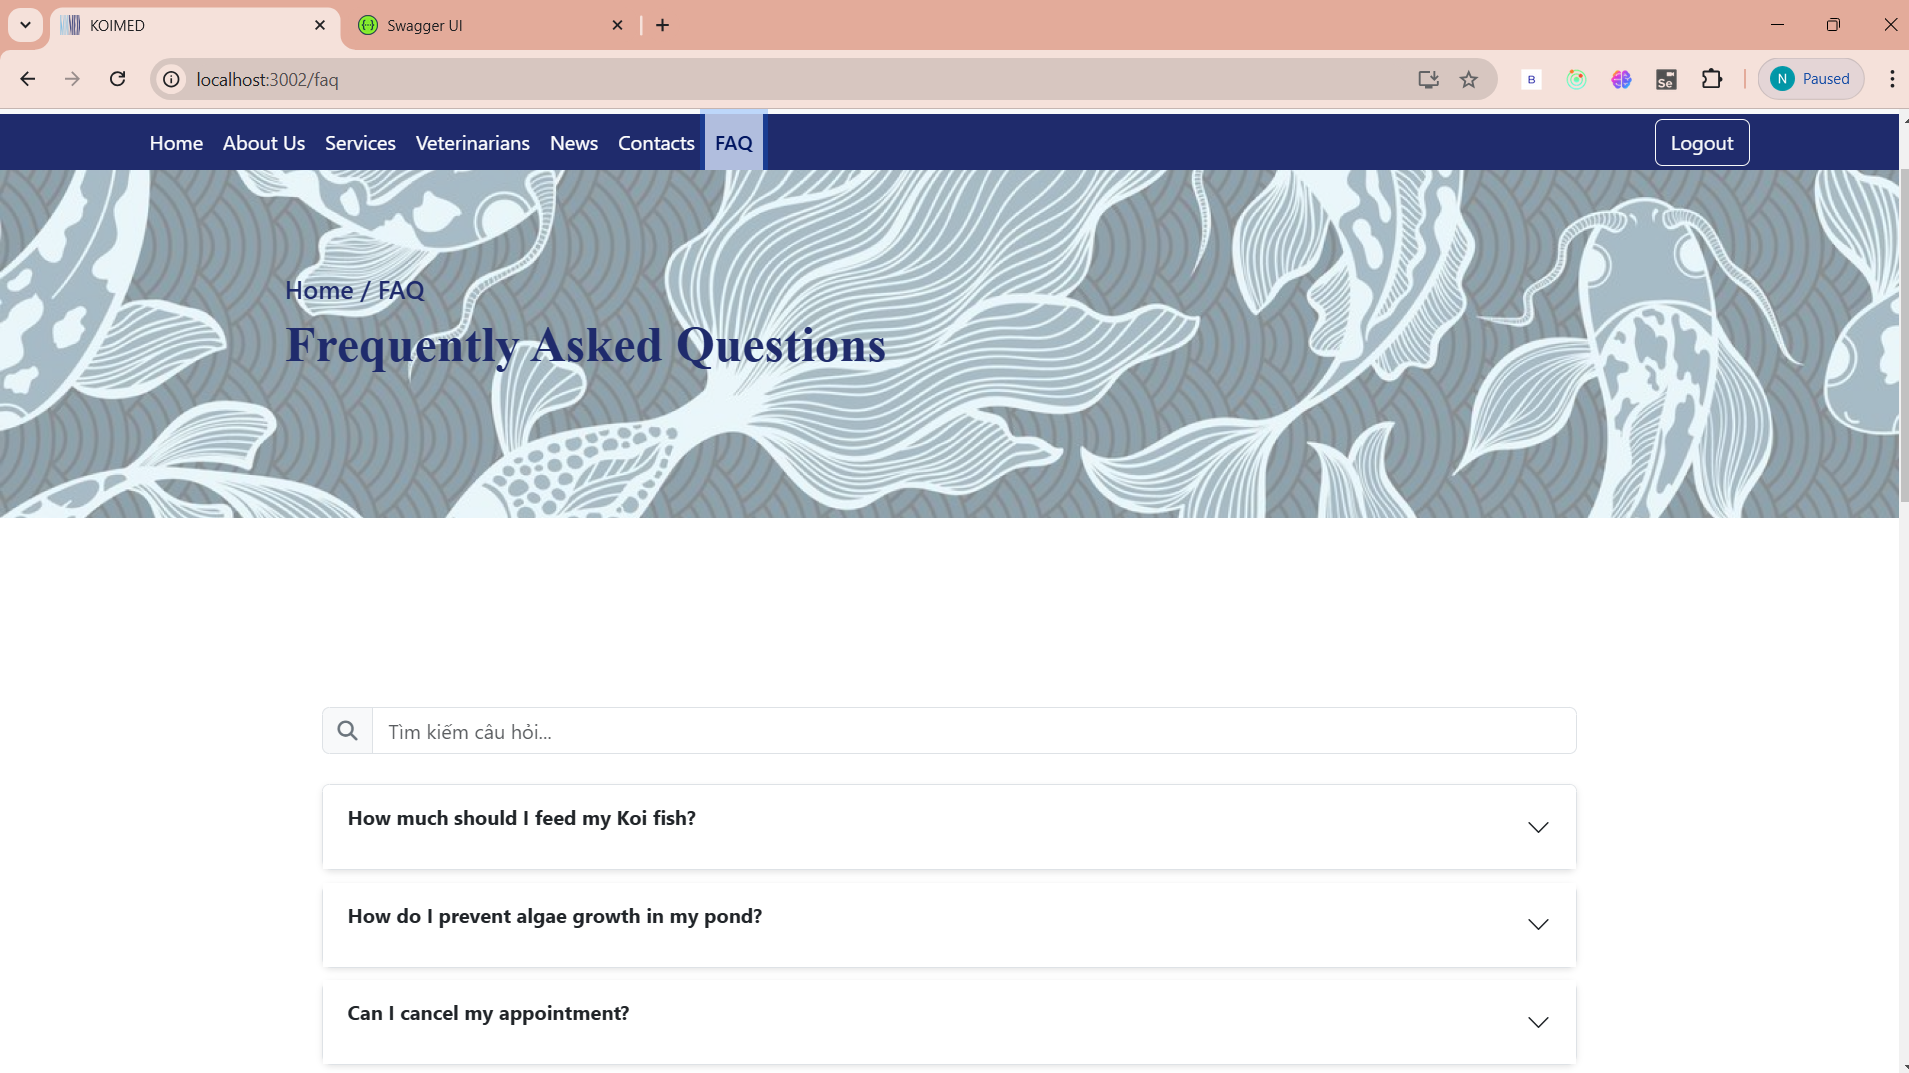 KOIMED
Swagger UI
localhost:3002/faq
B
Se
N
Paused
Home
About Us
Services
Veterinarians
News
Contacts
FAQ
Logout
Home / FAQ
Frequently Asked Questions
Tìm kiếm câu hỏi...
How much should I feed my Koi fish?
How do I prevent algae growth in my pond?
Can I cancel my appointment?